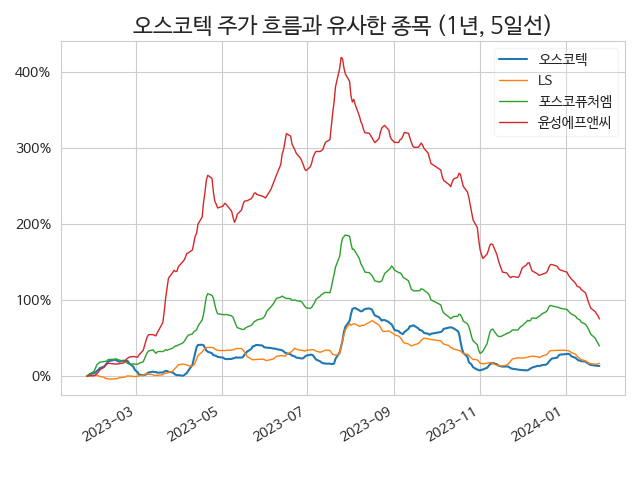 오스코텍 주가 흐름과 유사한 종목 (1년, 5일선)
오스코텍
LS
포스코퓨처엠
윤성에프앤씨
400%
300%
200%
100%
0%
2023-03
2023-05
2023-07
2023-09
2023-11
2024-01